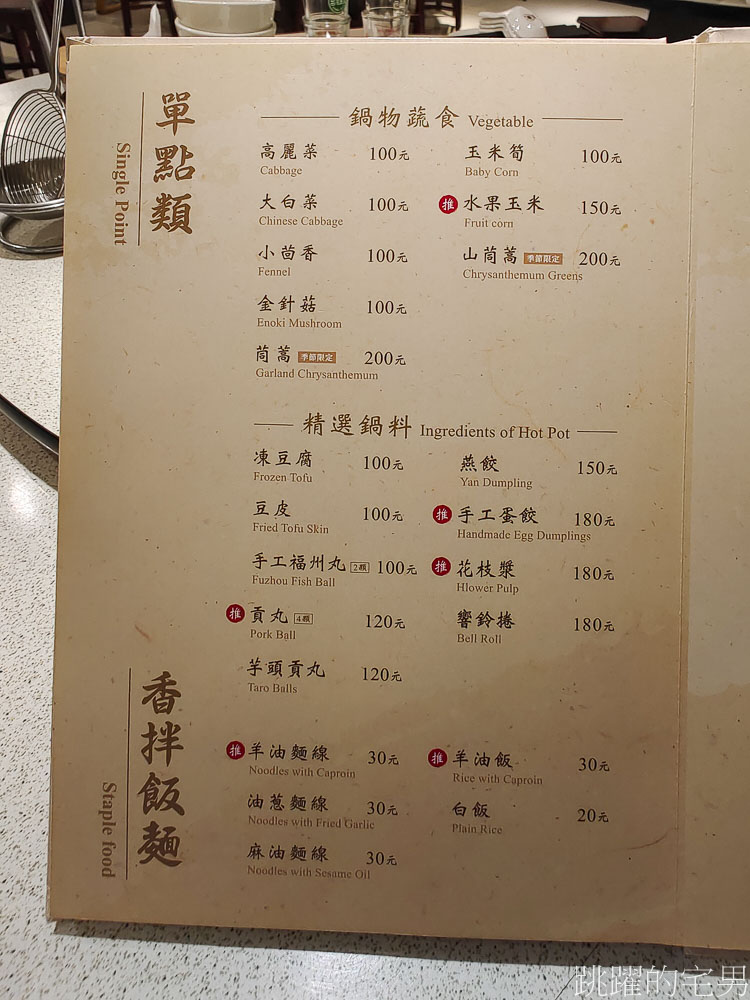 單點類
Single Point
鍋物蔬食 Vegetable
高麗菜 100元
Cabbage
玉米筍 100元
Baby Corn
大白菜 100元
Chinese Cabbage
推 水果玉米 150元
Fruit corn
小茴香 100元
Fennel
山茼蒿 季節限定 200元
Chrysanthemum Greens
金針菇 100元
Enoki Mushroom
茼蒿 季節限定 200元
Garland Chrysanthemum
精選鍋料 Ingredients of Hot Pot
凍豆腐 100元
Frozen Tofu
燕餃 150元
Yan Dumpling
豆皮 100元
Fried Tofu Skin
推 手工蛋餃 180元
Handmade Egg Dumplings
手工福州丸 2顆 100元
Fuzhou Fish Ball
推 花枝漿 180元
Hlower Pulp
推 貢丸 4顆 120元
Pork Ball
響鈴捲 180元
Bell Roll
芋頭貢丸 120元
Taro Balls
香拌飯麵
Staple food
推 羊油麵線 30元
Noodles with Caproin
推 羊油飯 30元
Rice with Caproin
油蔥麵線 30元
Noodles with Fried Garlic
白飯 20元
Plain Rice
麻油麵線 30元
Noodles with Sesame Oil
跳躍的宅男